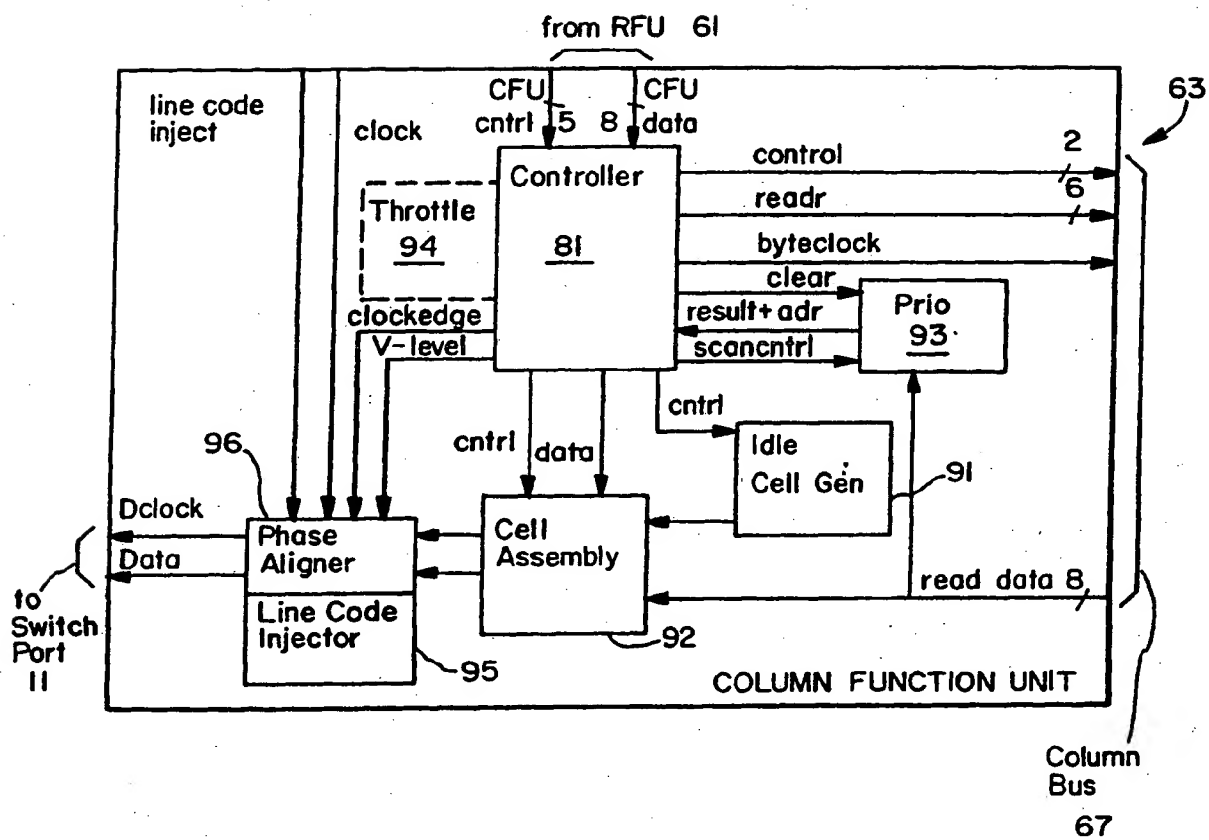 from RFU 61
line code
inject
clock
CFU
cntrl 5
CFU
8 data
63
Controller
81
Throttle
94
control 2
readr 6
byteclock
clear
result+adr
scancntrl
Prio
93
clockedge
V-level
cntrl
data
cntrl
Idle
Cell Gen
91
96
Dclock
Data
Phase
Aligner
Line Code
Injector
95
Cell
Assembly
92
read data 8
to
Switch
Port
11
COLUMN FUNCTION UNIT
Column
Bus
67